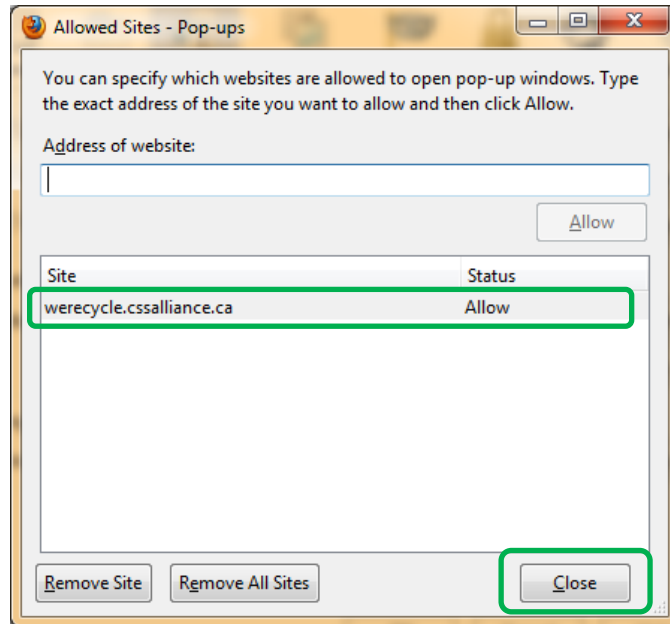 Allowed Sites - Pop-ups
You can specify which websites are allowed to open pop-up windows. Type
the exact address of the site you want to allow and then click Allow.
Address of website:
Allow
Site Status
werecycle.cssalliance.ca Allow
Remove Site Remove All Sites Close